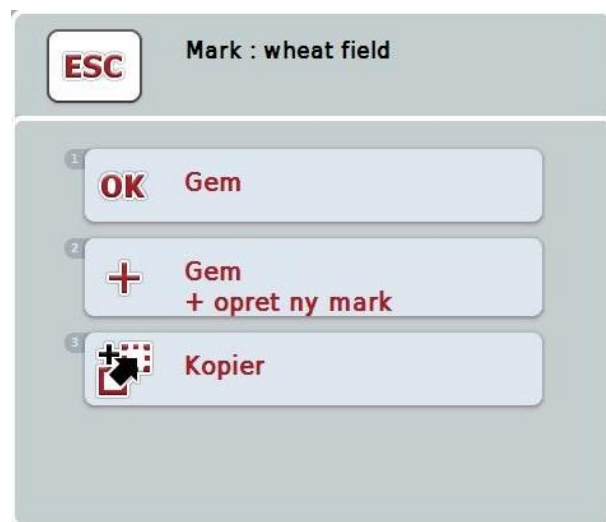 ESC
Mark : wheat field
1
OK Gem
2
Gem
+ opret ny mark
3
Kopier